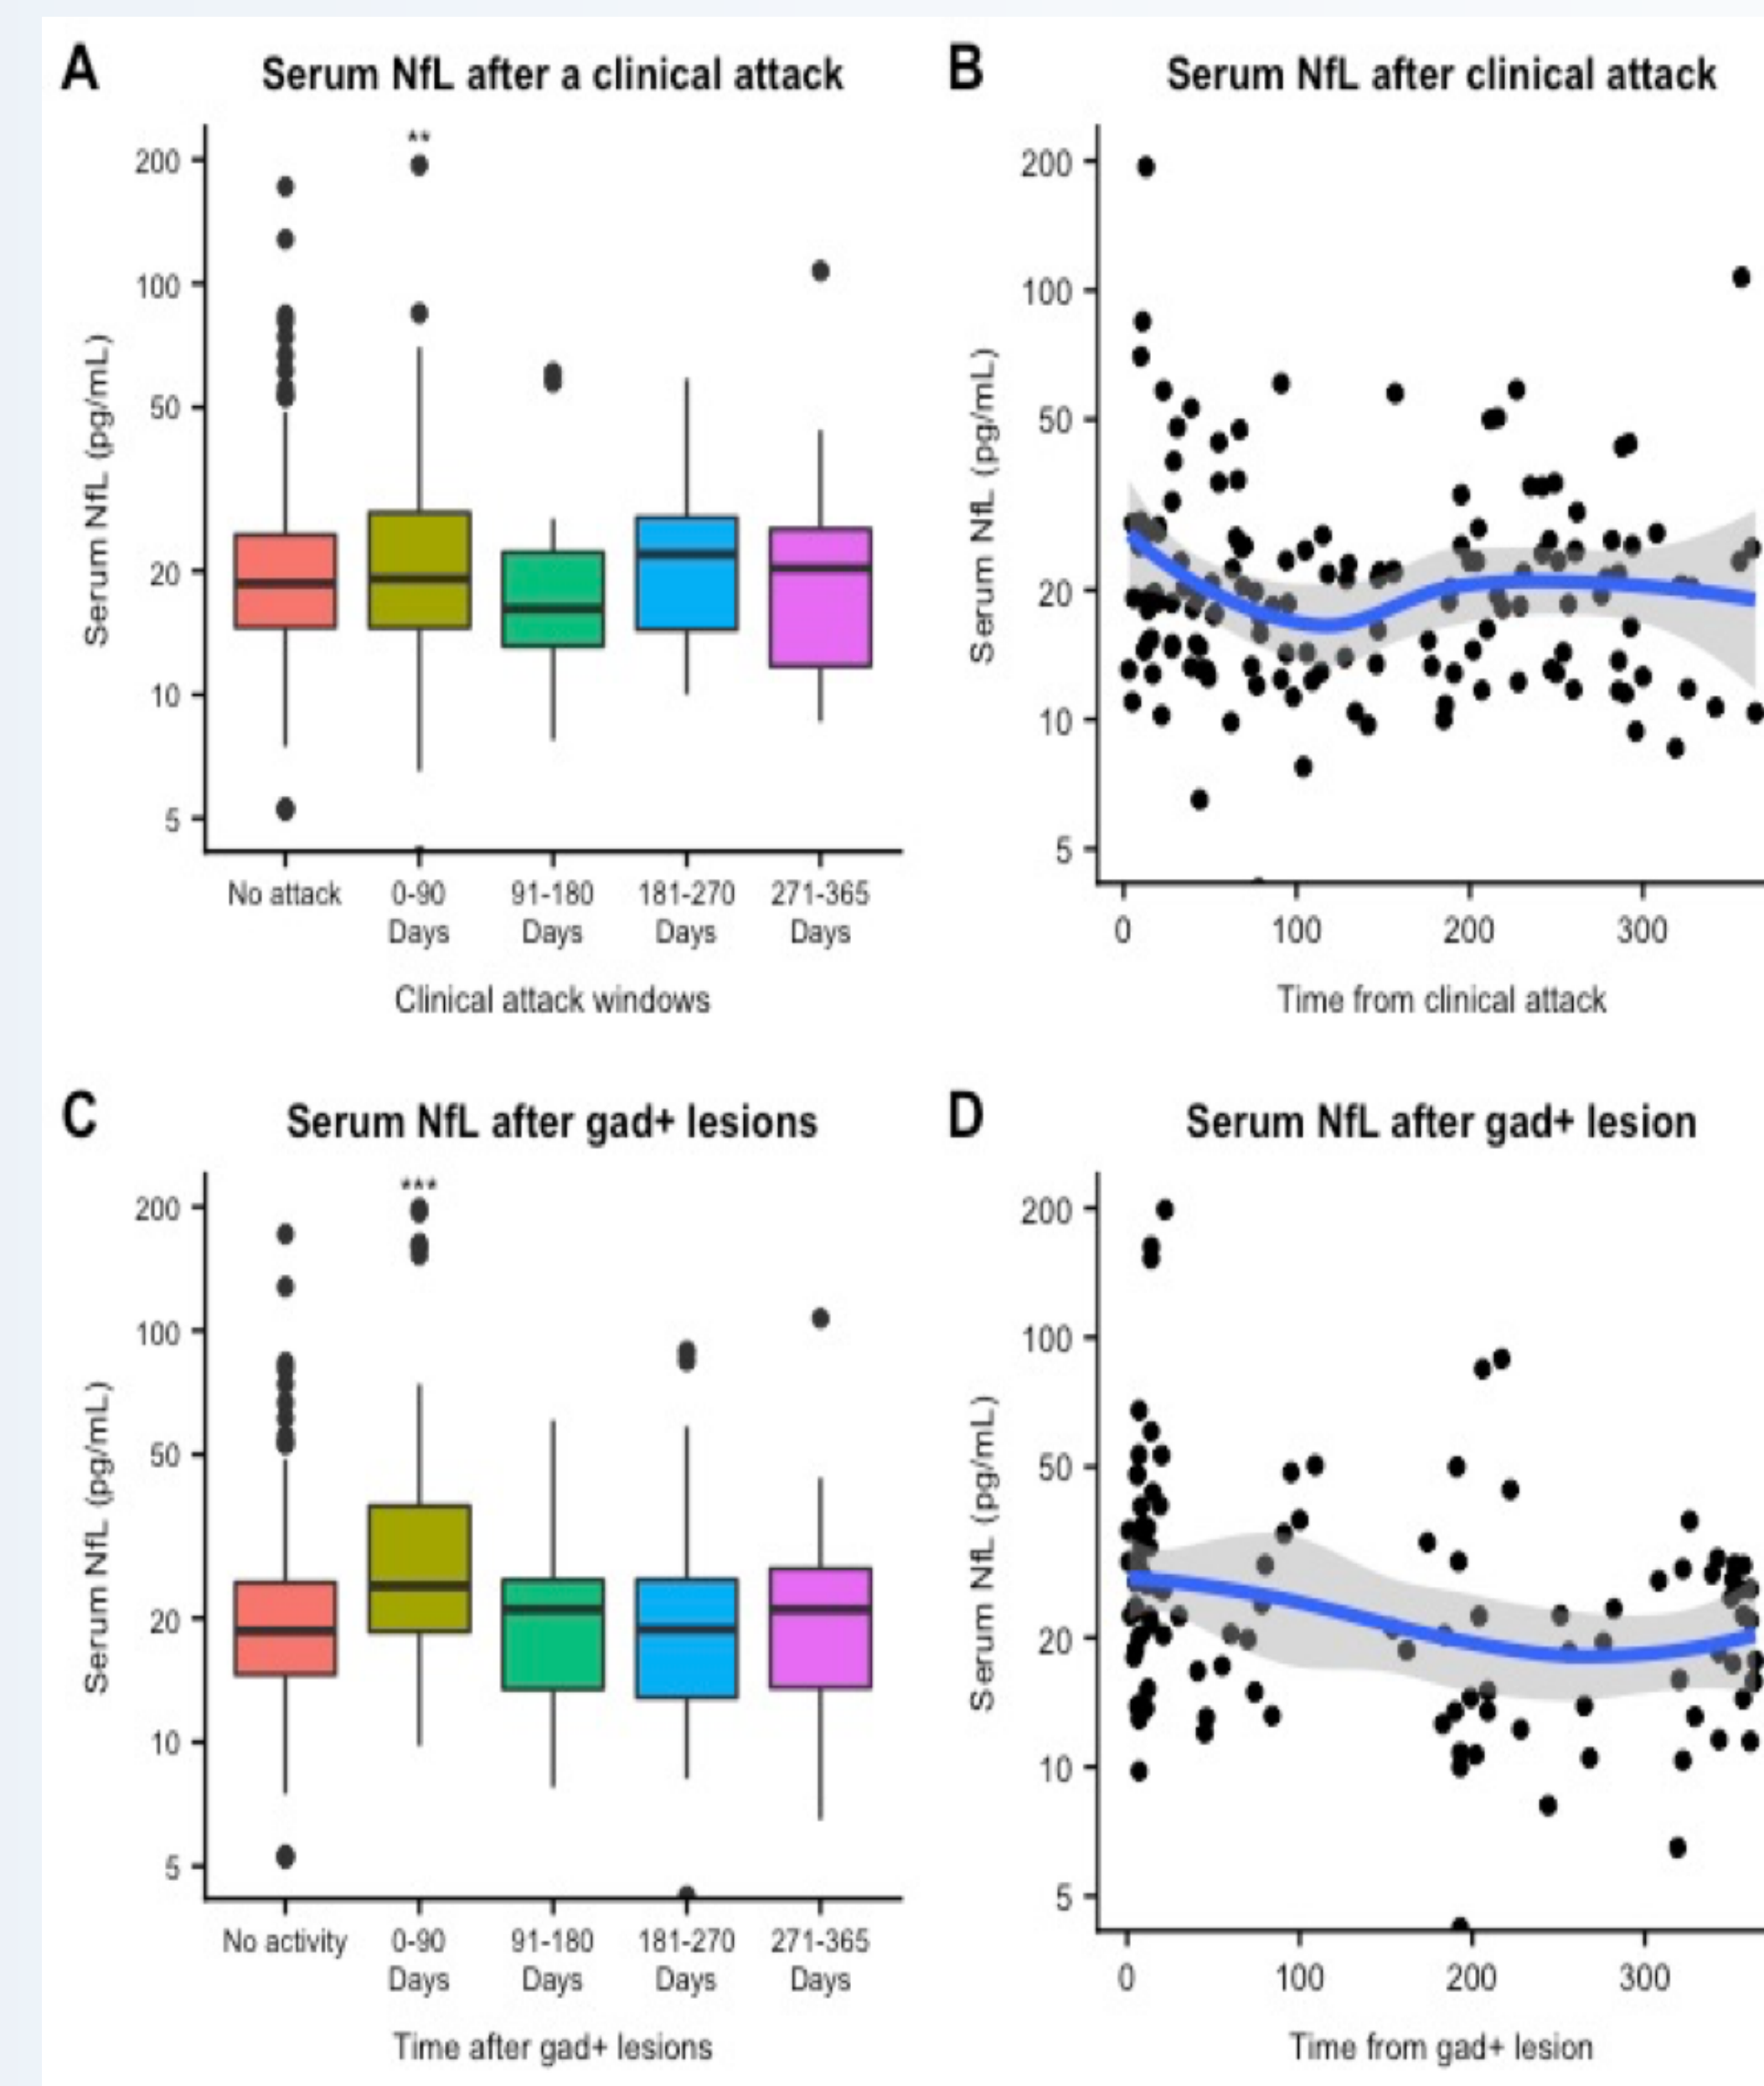 A
Serum NfL after a clinical attack
**
200
100
50
20
10
5
Serum NfL (pg/mL)
No attack
0-90 Days
91-180 Days
181-270 Days
271-365 Days
Clinical attack windows
B
Serum NfL after clinical attack
200
100
50
20
10
5
Serum NfL (pg/mL)
0 100 200 300
Time from clinical attack
C
Serum NfL after gad+ lesions
***
200
100
50
20
10
5
Serum NfL (pg/mL)
No activity
0-90 Days
91-180 Days
181-270 Days
271-365 Days
Time after gad+ lesions
D
Serum NfL after gad+ lesion
200
100
50
20
10
5
Serum NfL (pg/mL)
0 100 200 300
Time from gad+ lesion